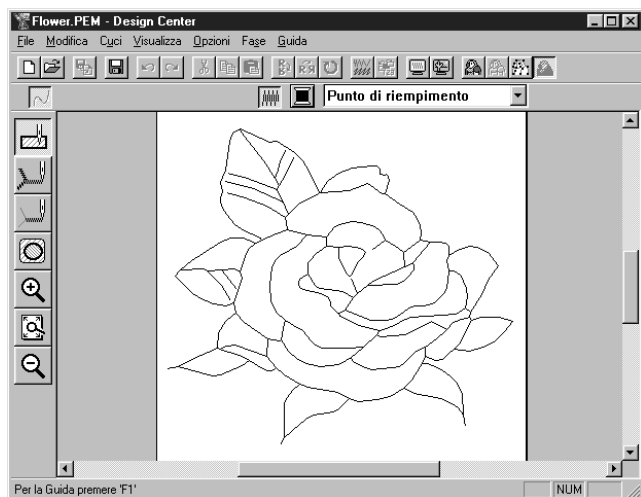 Flower.PEM - Design Center
File Modifica Cuci Visualizza Opzioni Fase Guida
Punto di riempimento
Per la Guida premere 'F1'
NUM